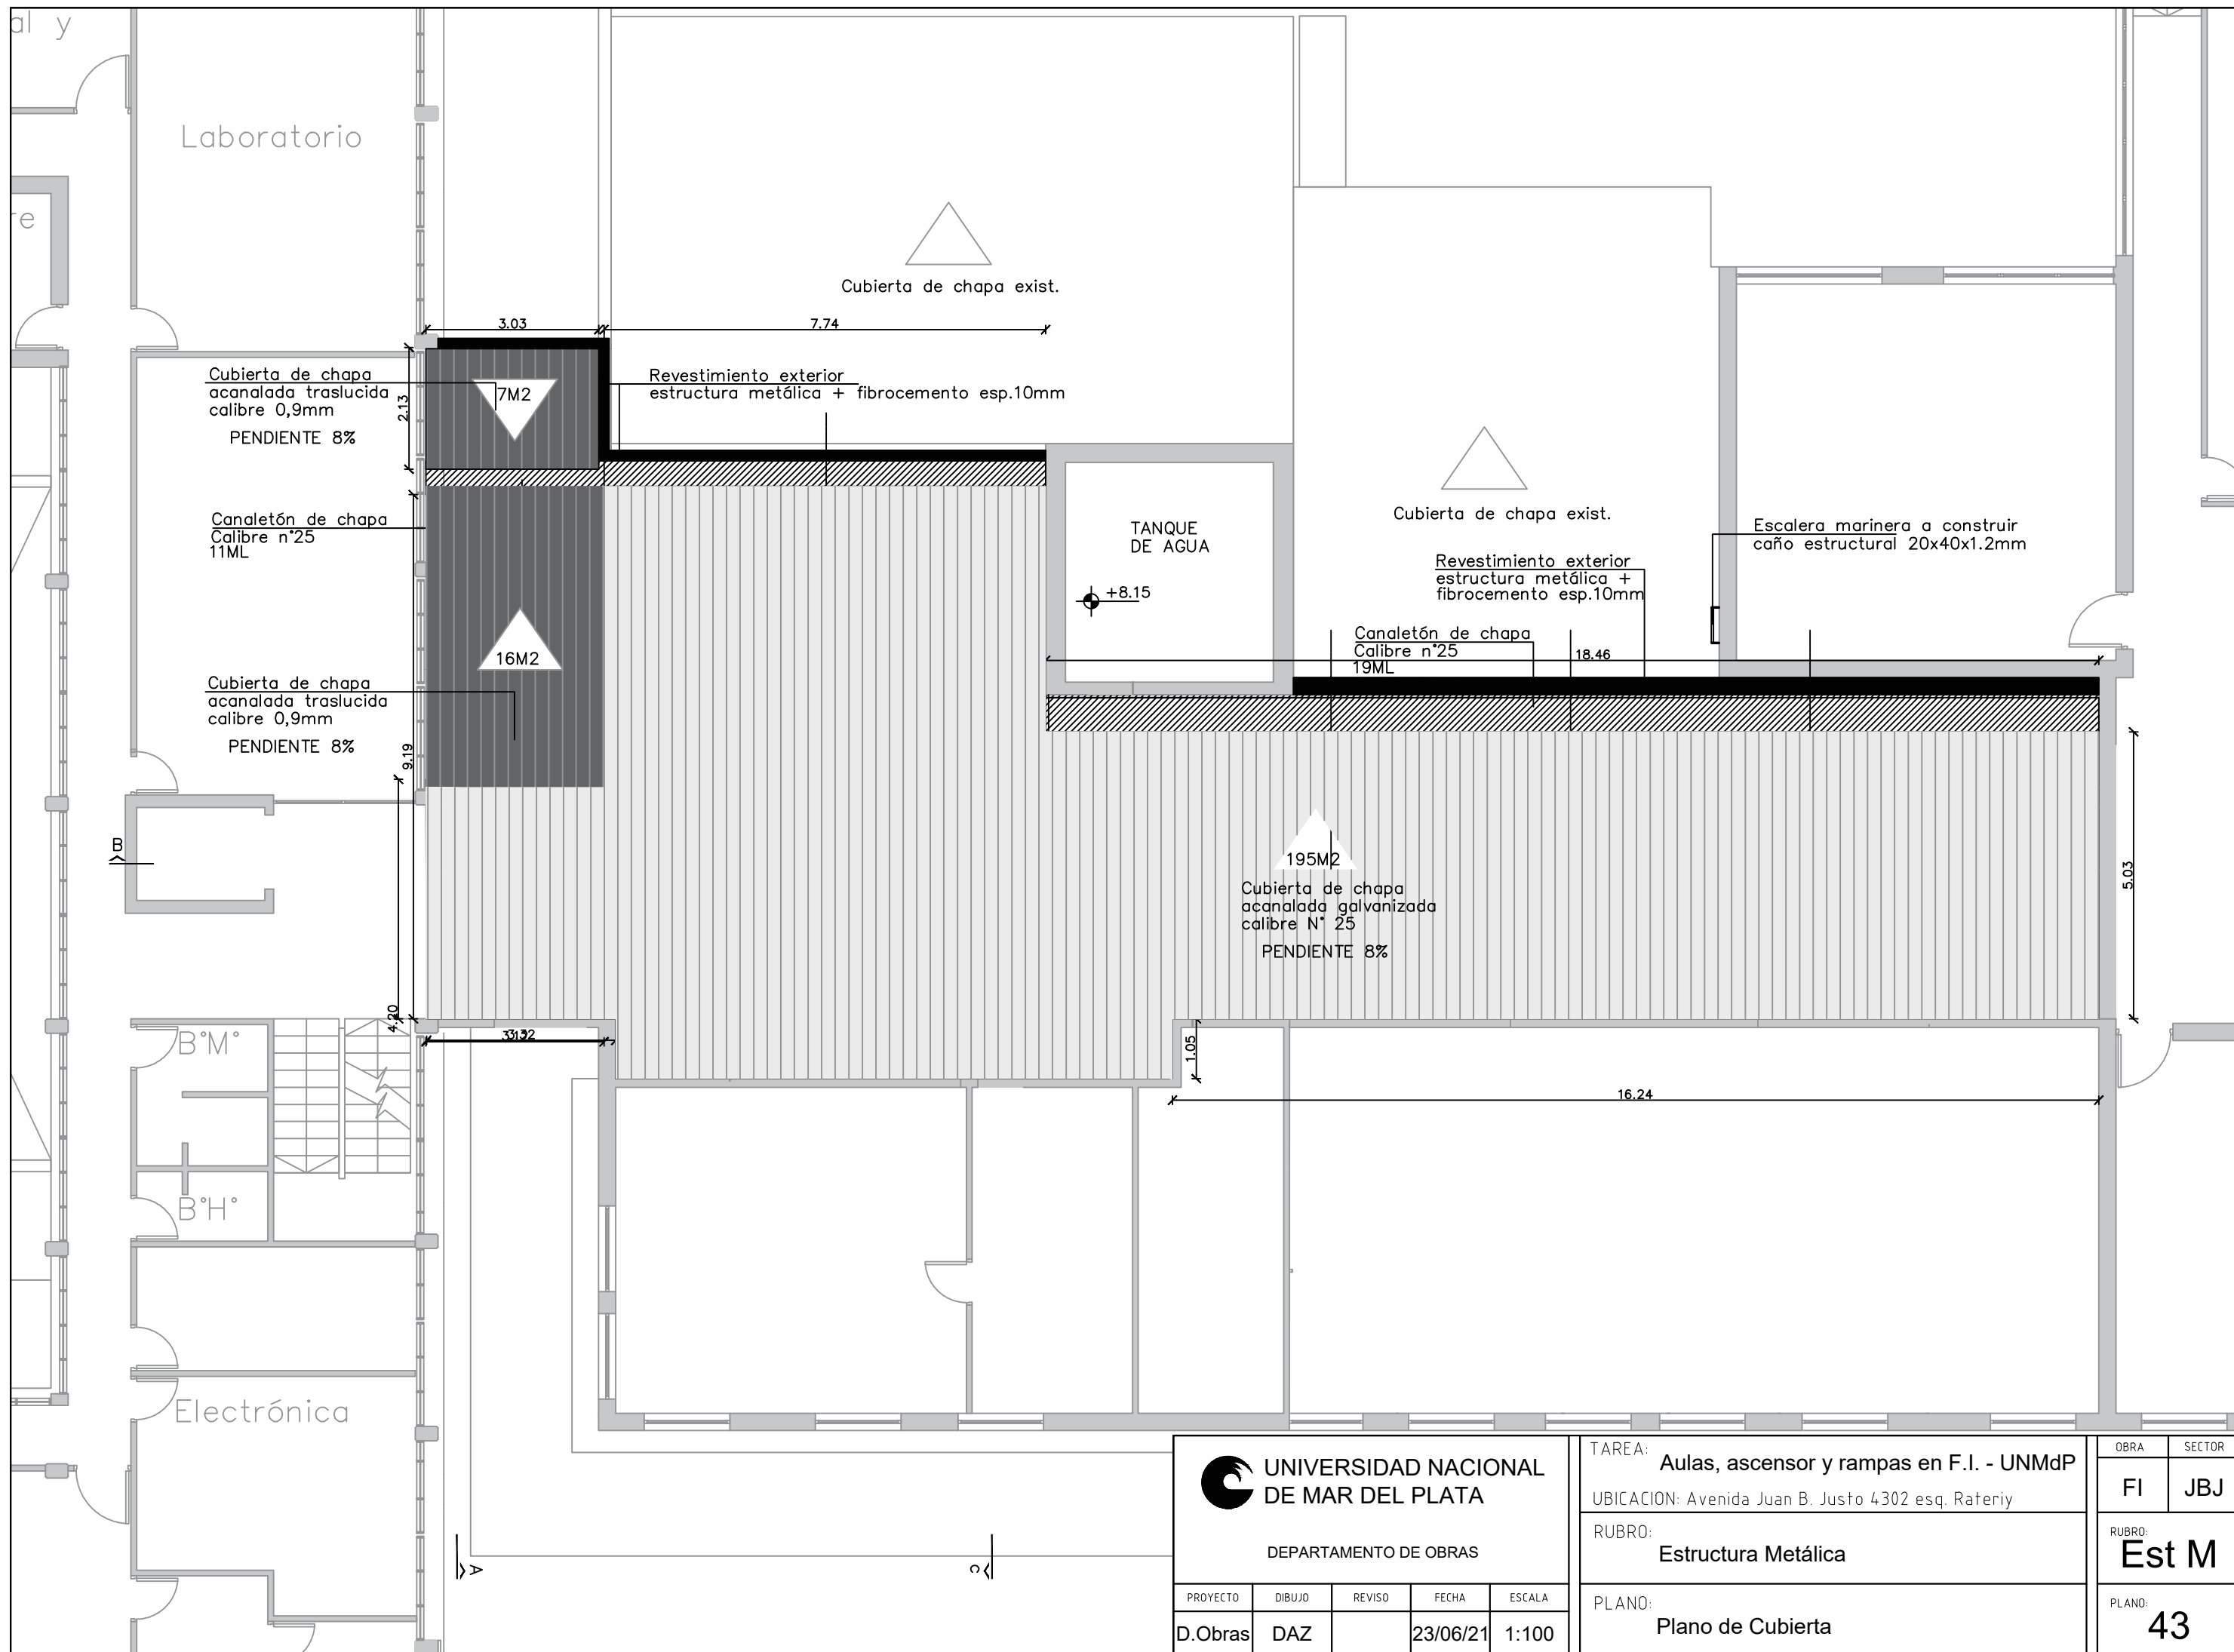 al y
Laboratorio
re
Cubierta de chapa exist.
3.03
7.74
Cubierta de chapa
acanalada traslucida
calibre 0,9mm
PENDIENTE 8%
2.13
7M2
Revestimiento exterior
estructura metálica + fibrocemento esp.10mm
Canaletón de chapa
Calibre n°25
11ML
TANQUE
DE AGUA
+8.15
Cubierta de chapa exist.
Revestimiento exterior
estructura metálica +
fibrocemento esp.10mm
Escalera marinera a construir
caño estructural 20x40x1.2mm
Canaletón de chapa
Calibre n°25
19ML
18.46
16M2
Cubierta de chapa
acanalada traslucida
calibre 0,9mm
PENDIENTE 8%
9.19
B
195M2
Cubierta de chapa
acanalada galvanizada
calibre N° 25
PENDIENTE 8%
5.03
4.20
1.05
16.24
B°M°
B°H°
Electrónica
A
C
UNIVERSIDAD NACIONAL
DE MAR DEL PLATA
DEPARTAMENTO DE OBRAS
PROYECTO DIBUJO REVISO FECHA ESCALA
D.Obras DAZ 23/06/21 1:100
TAREA: Aulas, ascensor y rampas en F.I. - UNMdP
UBICACION: Avenida Juan B. Justo 4302 esq. Rateriy
RUBRO: Estructura Metálica
PLANO: Plano de Cubierta
OBRA SECTOR
FI JBJ
RUBRO:
Est M
PLANO:
43